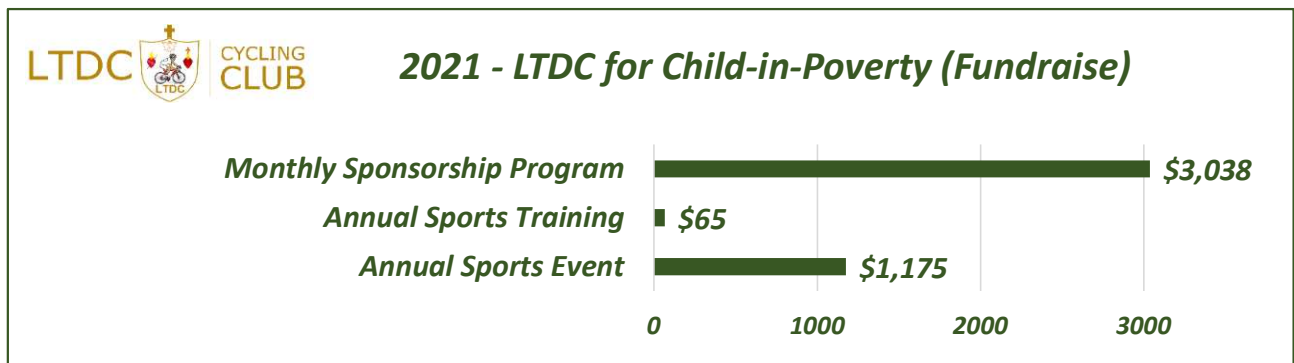 LTDC
LTDC
CYCLING
CLUB
2021 - LTDC for Child-in-Poverty (Fundraise)
Monthly Sponsorship Program $3,038
Annual Sports Training $65
Annual Sports Event $1,175
0 1000 2000 3000